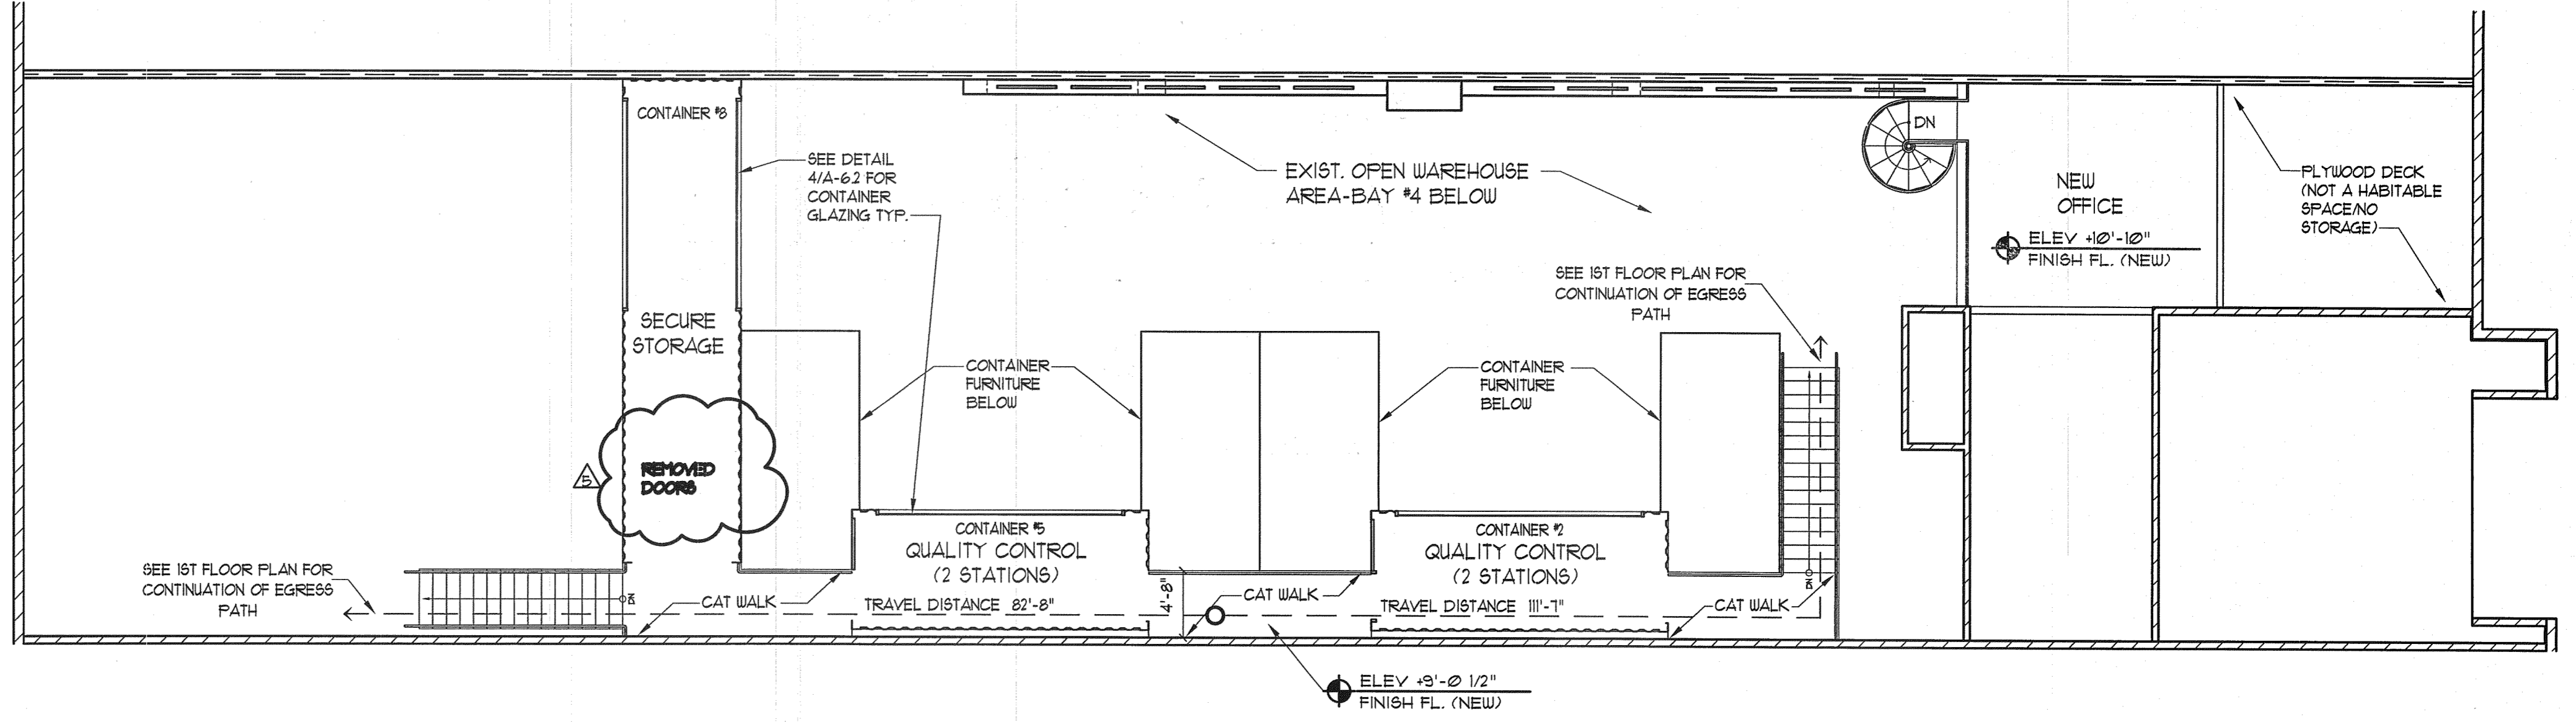 CONTAINER #8
SEE DETAIL
4/A-6.2 FOR
CONTAINER
GLAZING TYP.
EXIST. OPEN WAREHOUSE
AREA-BAY #4 BELOW
DN
NEW
OFFICE
ELEV +10'-10"
FINISH FL. (NEW)
PLYWOOD DECK
(NOT A HABITABLE
SPACE/NO
STORAGE)
SEE 1ST FLOOR PLAN FOR
CONTINUATION OF EGRESS
PATH
SECURE
STORAGE
CONTAINER
FURNITURE
BELOW
CONTAINER
FURNITURE
BELOW
5
REMOVED
DOORS
CONTAINER #5
QUALITY CONTROL
(2 STATIONS)
CONTAINER #2
QUALITY CONTROL
(2 STATIONS)
SEE 1ST FLOOR PLAN FOR
CONTINUATION OF EGRESS
PATH
DN
CAT WALK
TRAVEL DISTANCE 82'-8"
4'-8"
CAT WALK
TRAVEL DISTANCE 111'-7"
CAT WALK
DN
ELEV +9'-0 1/2"
FINISH FL. (NEW)